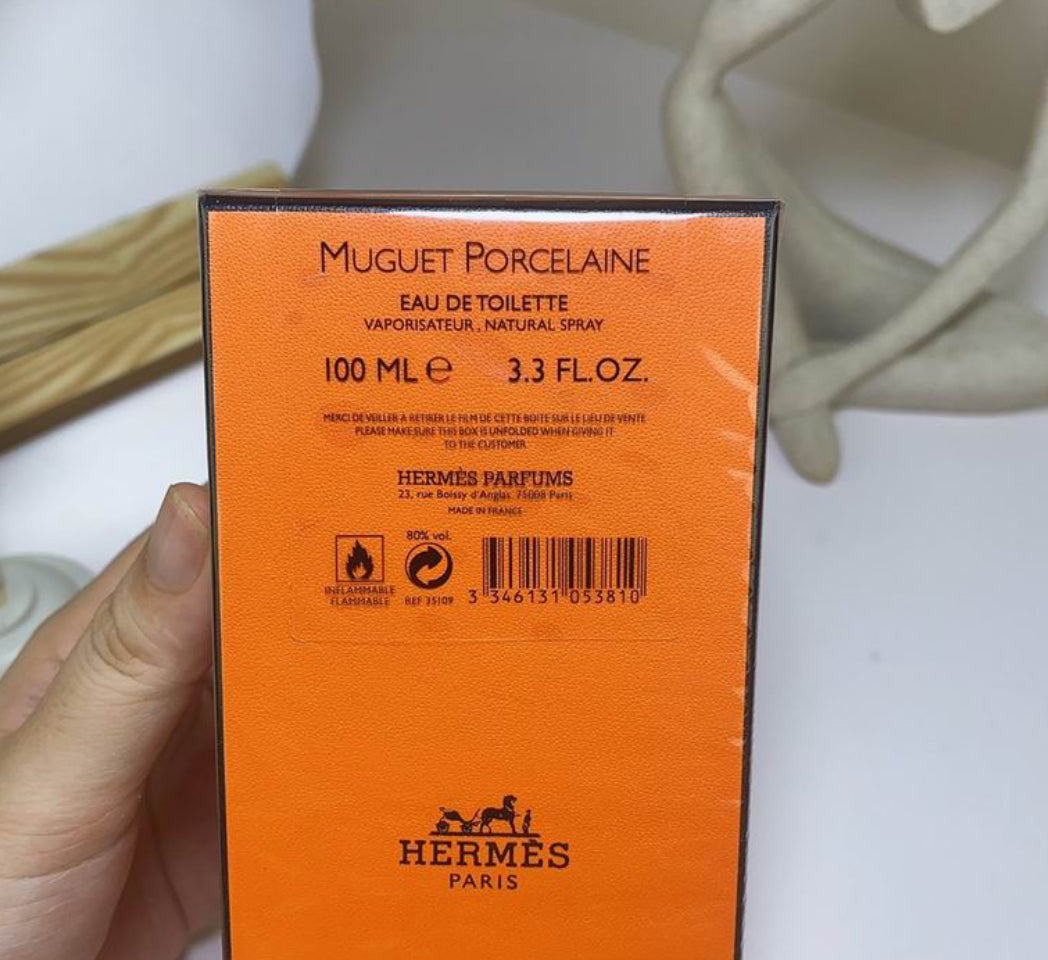 MUGUET PORCELAINE
EAU DE TOILETTE
VAPORISATEUR, NATURAL SPRAY
100 ML ℮ 3.3 FL.OZ.
MERCI DE VEILLER A RETIRER LE FILM DE CETTE BOITE SUR LE LIEU DE VENTE
PLEASE MAKE SURE THIS BOX IS UNFOLDED WHEN GIVING IT
TO THE CUSTOMER
HERMÈS PARFUMS
23, rue Boissy d'Anglas 75008 Paris
MADE IN FRANCE
80% vol.
INFLAMMABLE
FLAMMABLE
REF 35109
3 346131 053810
HERMÈS
PARIS